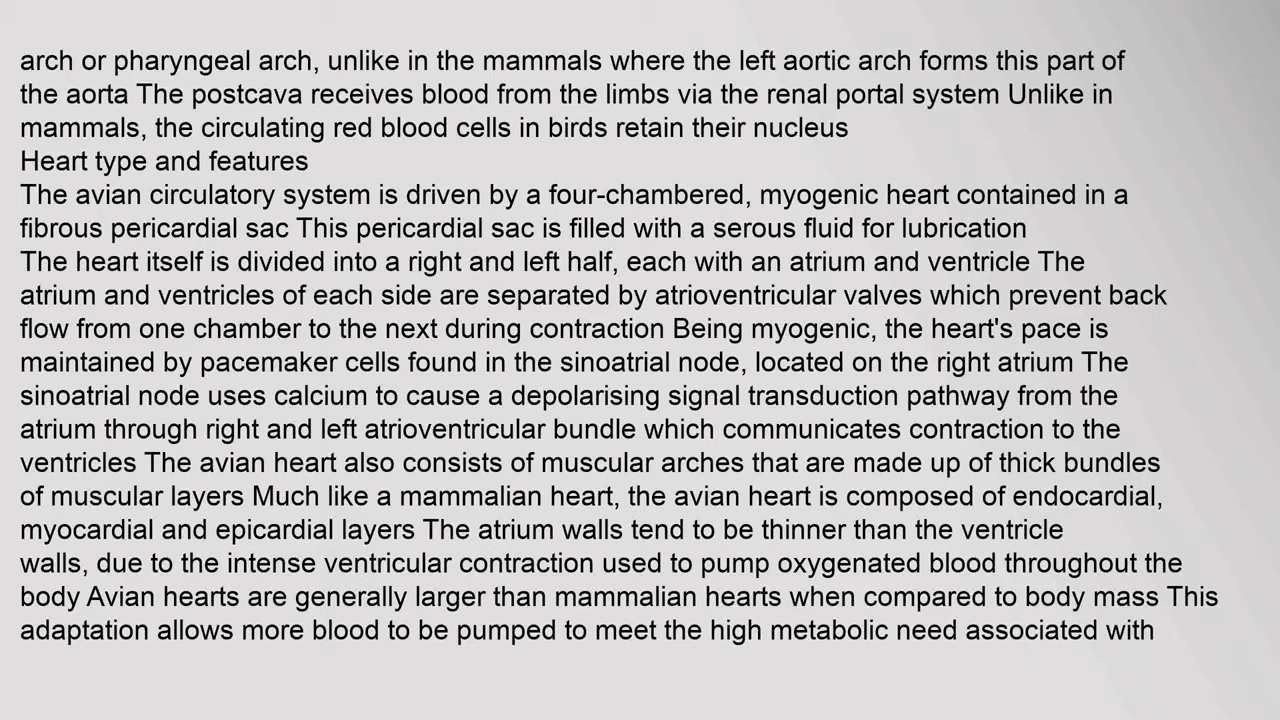 arch or pharyngeal arch, unlike in the mammals where the left aortic arch forms this part of
the aorta The postcava receives blood from the limbs via the renal portal system Unlike in
mammals, the circulating red blood cells in birds retain their nucleus
Heart type and features
The avian circulatory system is driven by a four-chambered, myogenic heart contained in a
fibrous pericardial sac This pericardial sac is filled with a serous fluid for lubrication
The heart itself is divided into a right and left half, each with an atrium and ventricle The
atrium and ventricles of each side are separated by atrioventricular valves which prevent back
flow from one chamber to the next during contraction Being myogenic, the heart's pace is
maintained by pacemaker cells found in the sinoatrial node, located on the right atrium The
sinoatrial node uses calcium to cause a depolarising signal transduction pathway from the
atrium through right and left atrioventricular bundle which communicates contraction to the
ventricles The avian heart also consists of muscular arches that are made up of thick bundles
of muscular layers Much like a mammalian heart, the avian heart is composed of endocardial,
myocardial and epicardial layers The atrium walls tend to be thinner than the ventricle
walls, due to the intense ventricular contraction used to pump oxygenated blood throughout the
body Avian hearts are generally larger than mammalian hearts when compared to body mass This
adaptation allows more blood to be pumped to meet the high metabolic need associated with